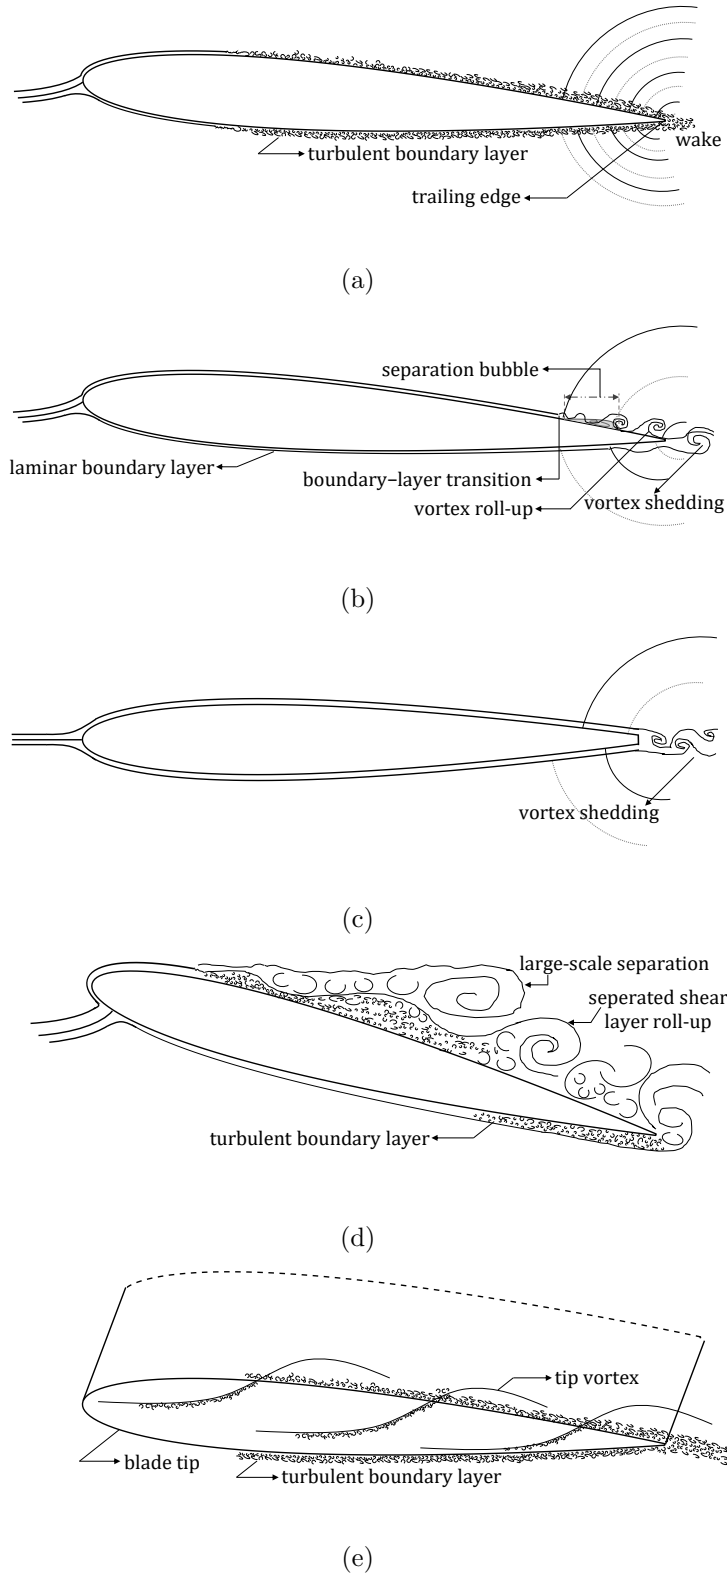 turbulent boundary layer
wake
trailing edge
(a)
separation bubble
laminar boundary layer
boundary–layer transition
vortex roll-up
vortex shedding
(b)
vortex shedding
(c)
large-scale separation
seperated shear
layer roll-up
turbulent boundary layer
(d)
tip vortex
blade tip
turbulent boundary layer
(e)